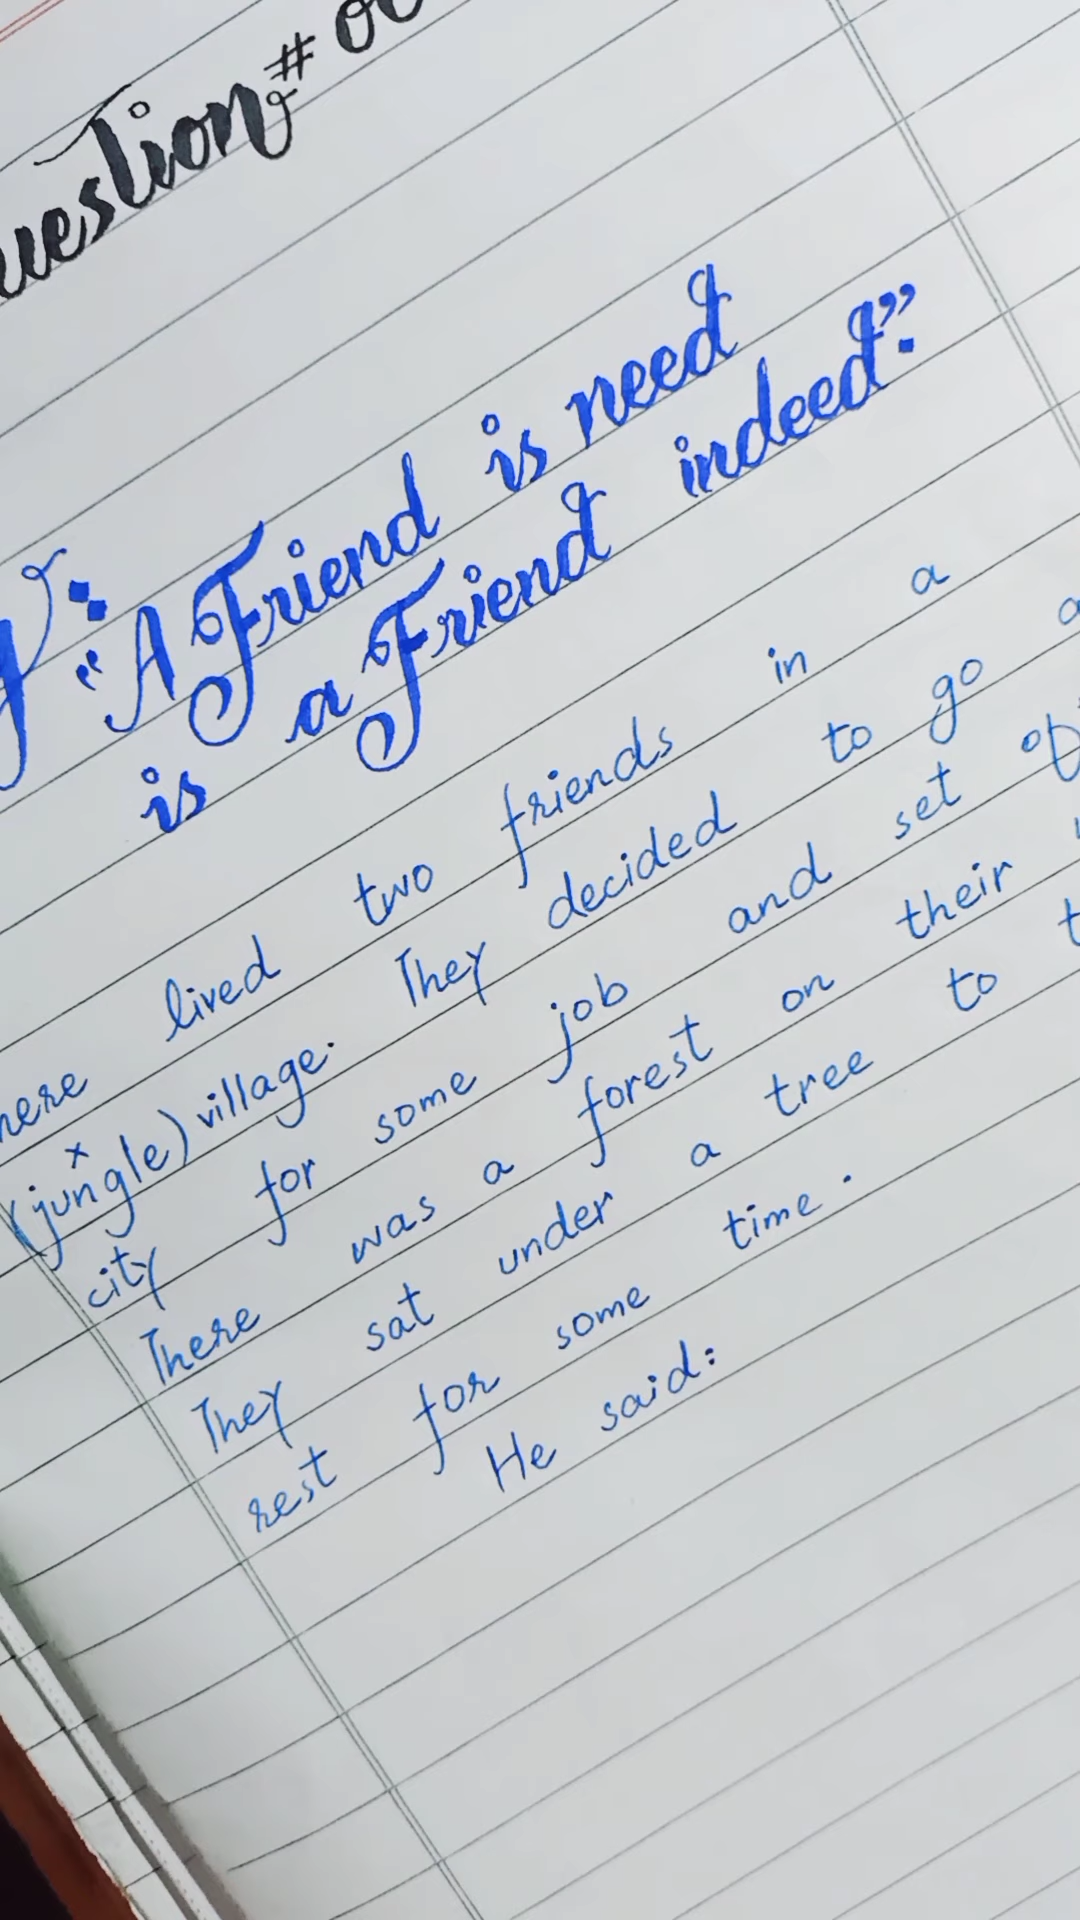 uestion # 0
y:
"A Friend is need
is a Friend indeed".
here lived two friends in a
(jungle) village. They decided to go
city for some job and set of
There was a forest on their
They sat under a tree to
rest for some time.
He said: